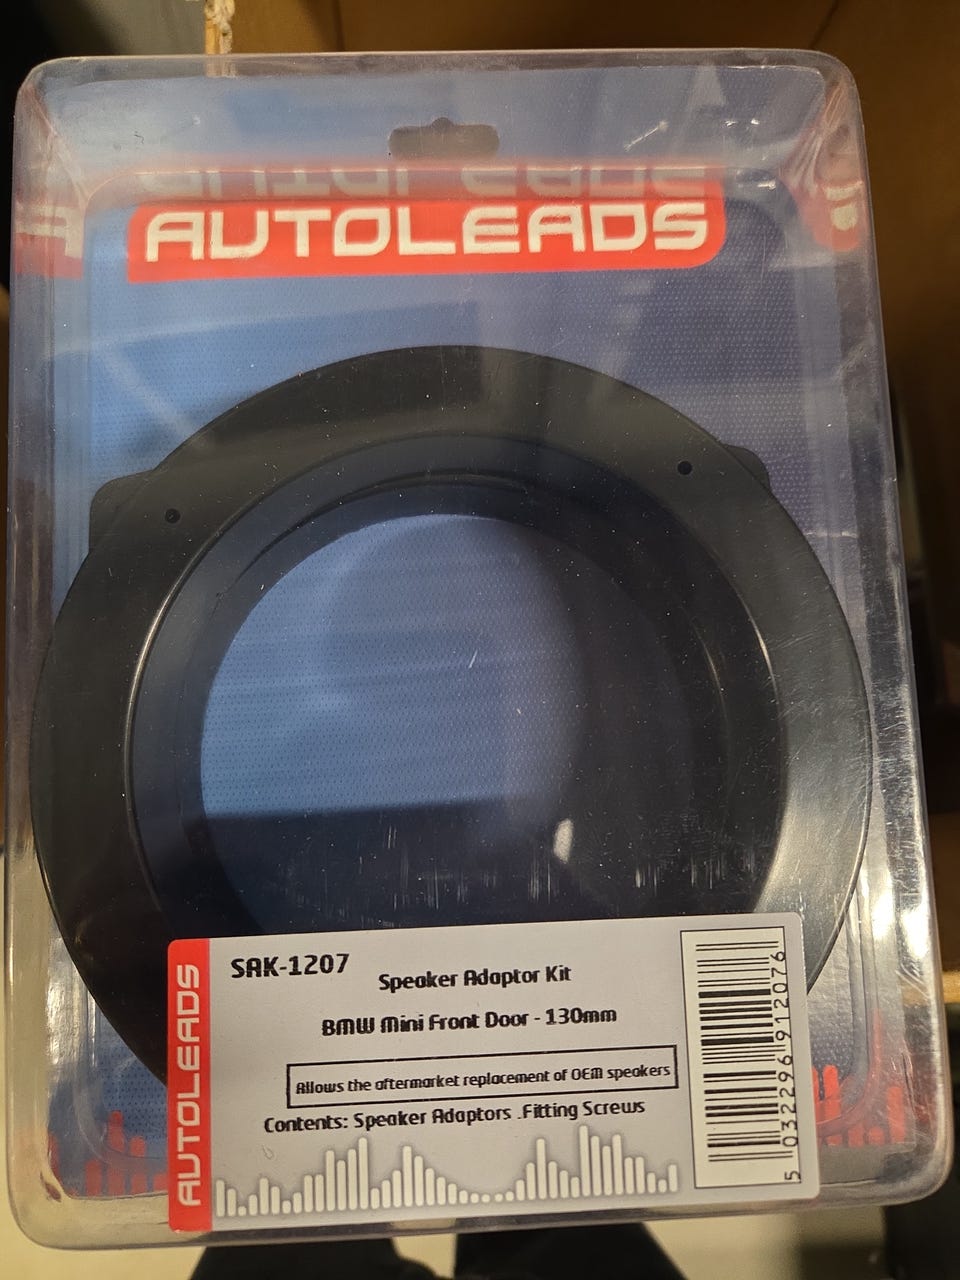 AUTOLEADS
AUTOLEADS
SAK-1207
Speaker Adaptor Kit
BMW Mini Front Door - 130mm
Allows the aftermarket replacement of OEM speakers
Contents: Speaker Adaptors .Fitting Screws
5 032296 912076